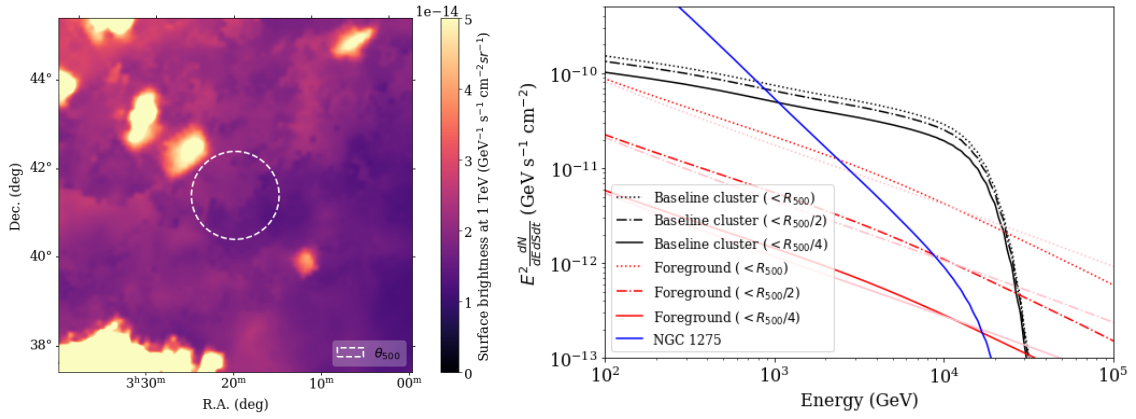 1e−14
5
4
3
2
1
0
Surface brightness at 1 TeV (GeV⁻¹ s⁻¹ cm⁻²sr⁻¹)
44°
42°
40°
38°
Dec. (deg)
3ʰ30ᵐ
20ᵐ
10ᵐ
00ᵐ
R.A. (deg)
θ₅₀₀
10⁻¹⁰
10⁻¹¹
10⁻¹²
10⁻¹³
E² dN/dEdSdt (GeV s⁻¹ cm⁻²)
Baseline cluster (< R₅₀₀)
Baseline cluster (< R₅₀₀/2)
Baseline cluster (< R₅₀₀/4)
Foreground (< R₅₀₀)
Foreground (< R₅₀₀/2)
Foreground (< R₅₀₀/4)
NGC 1275
10²
10³
10⁴
10⁵
Energy (GeV)